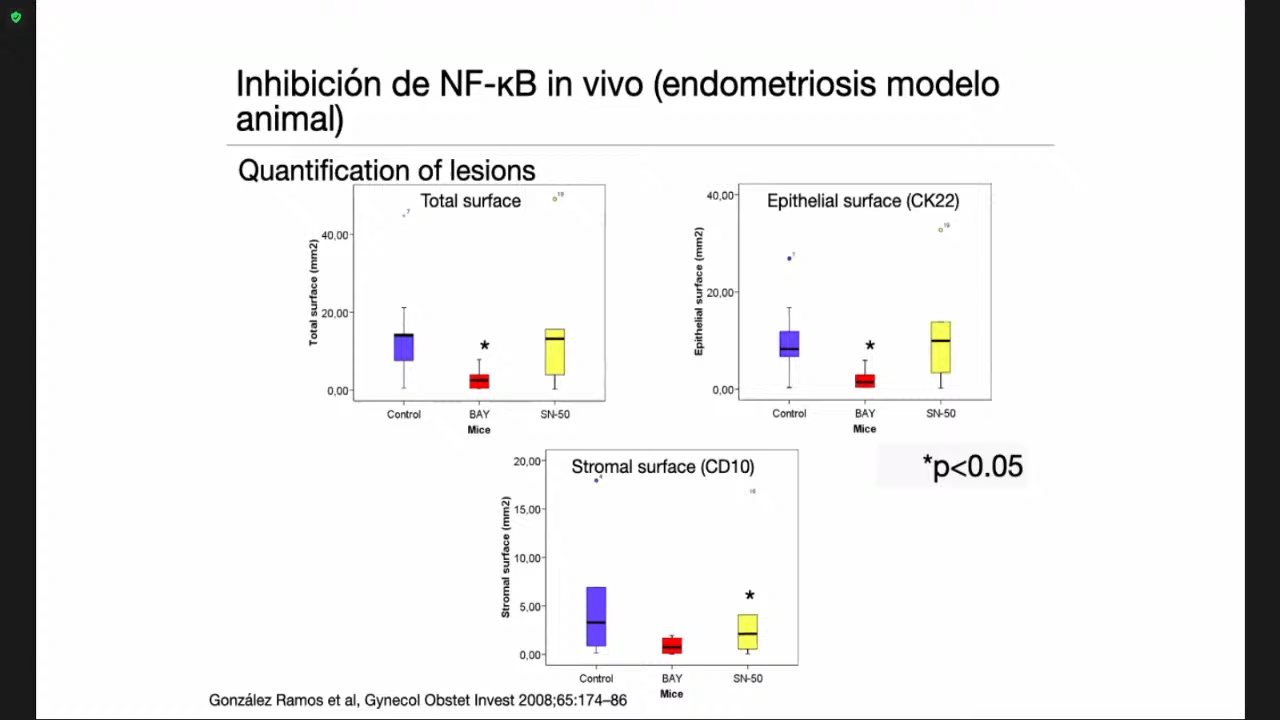 Inhibición de NF-κB in vivo (endometriosis modelo
animal)
Quantification of lesions
Total surface
Total surface (mm2)
40,00
20,00
0,00
7
19
*
Control BAY SN-50
Mice
Epithelial surface (CK22)
Epithelial surface (mm2)
40,00
20,00
0,00
7
19
*
Control BAY SN-50
Mice
Stromal surface (CD10)
Stromal surface (mm2)
20,00
15,00
10,00
5,00
0,00
*
Control BAY SN-50
Mice
*p<0.05
González Ramos et al, Gynecol Obstet Invest 2008;65:174–86